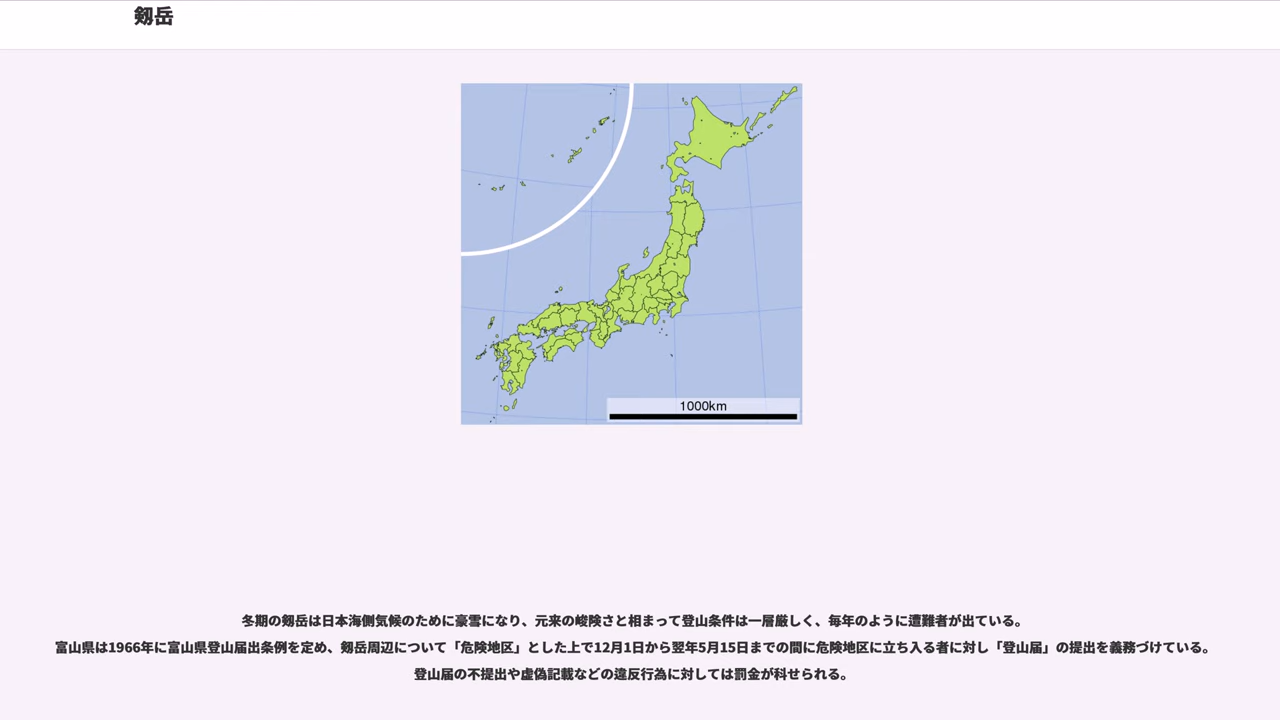 剱岳
1000km
冬期の剱岳は日本海側気候のために豪雪になり、元来の峻険さと相まって登山条件は一層厳しく、毎年のように遭難者が出ている。
富山県は1966年に富山県登山届出条例を定め、剱岳周辺について「危険地区」とした上で12月1日から翌年5月15日までの間に危険地区に立ち入る者に対し「登山届」の提出を義務づけている。
登山届の不提出や虚偽記載などの違反行為に対しては罰金が科せられる。